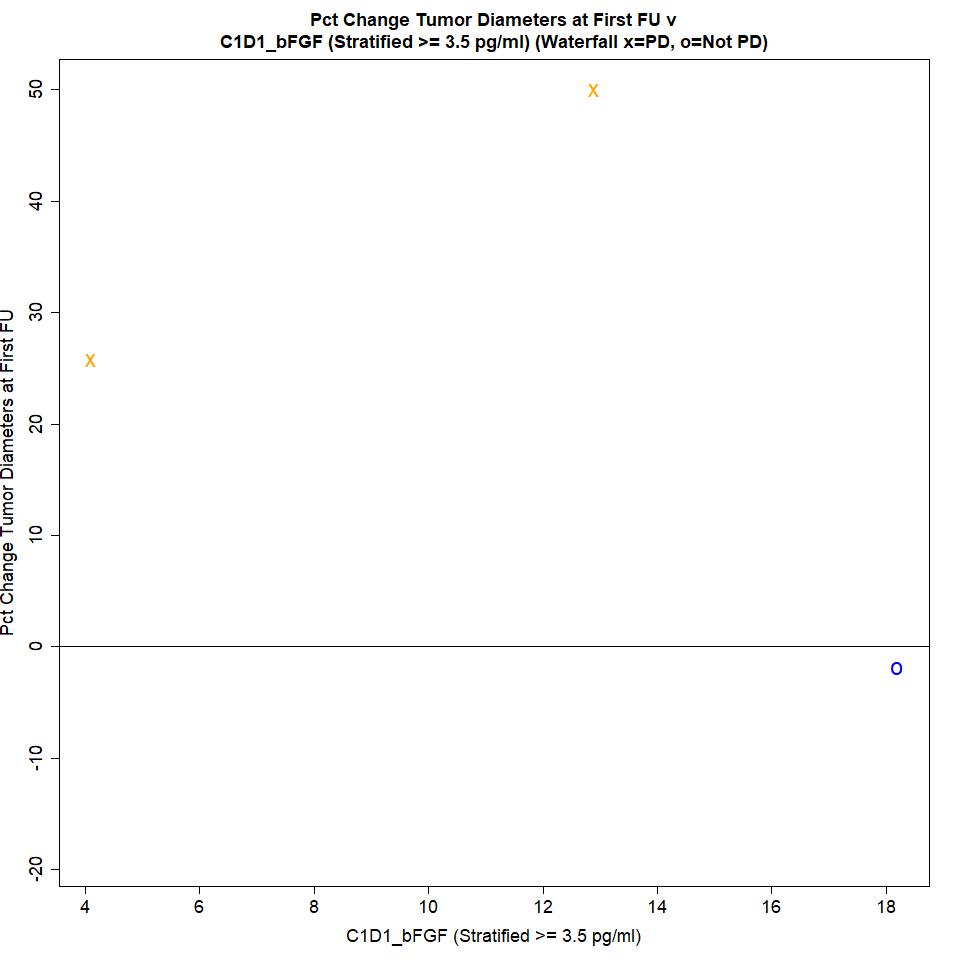 Pct Change Tumor Diameters at First FU v
C1D1_bFGF (Stratified >= 3.5 pg/ml) (Waterfall x=PD, o=Not PD)
Pct Change Tumor Diameters at First FU
50
40
30
20
10
0
-10
-20
X
X
O
4 6 8 10 12 14 16 18
C1D1_bFGF (Stratified >= 3.5 pg/ml)